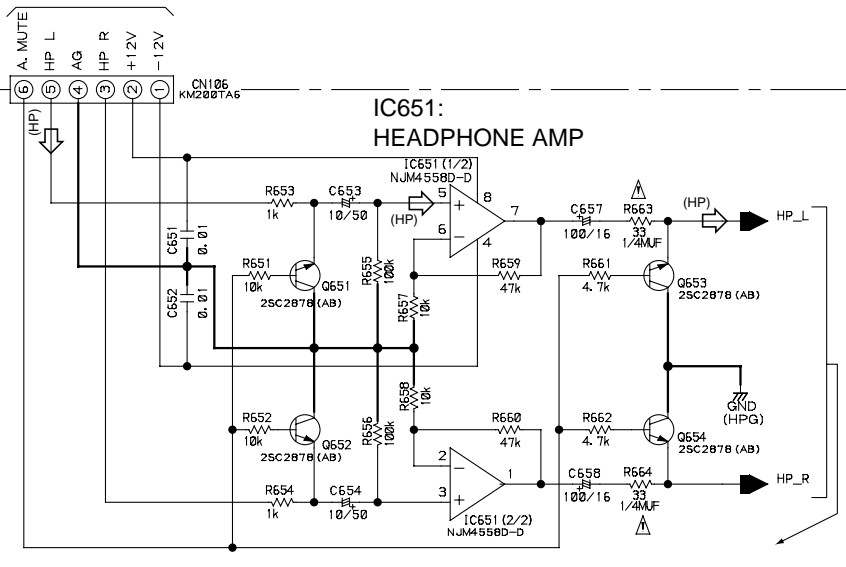 A. MUTE
HP L
AG
HP R
+12V
-12V
6 5 4 3 2 1
CN106
KM200TA6
(HP)
IC651:
HEADPHONE AMP
IC651 (1/2)
NJM4558D-D
R653
1k
C653
+
10/50
(HP)
5
+
8
7
6
-
4
C657
+
100/16
!
R663
33
1/4MUF
(HP)
HP_L
C651
0.01
C652
0.01
R651
10k
Q651
2SC2878 (AB)
R655
100k
R657
10k
R659
47k
R661
4.7k
Q653
2SC2878 (AB)
R658
10k
GND
(HPG)
R652
10k
Q652
2SC2878 (AB)
R656
100k
R660
47k
R662
4.7k
Q654
2SC2878 (AB)
R654
1k
C654
+
10/50
2
-
3
+
1
IC651 (2/2)
NJM4558D-D
C658
+
100/16
R664
33
1/4MUF
!
HP_R